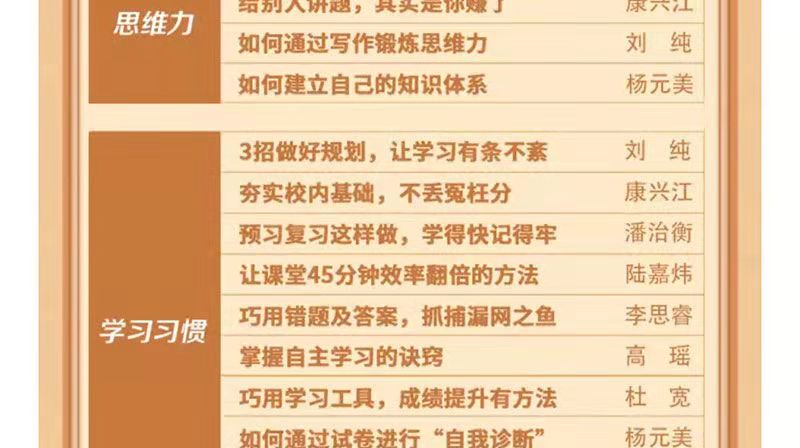 思维力
给别人讲题，其实是你赚了 康兴江
如何通过写作锻炼思维力 刘 纯
如何建立自己的知识体系 杨元美
学习习惯
3招做好规划，让学习有条不紊 刘 纯
夯实校内基础，不丢冤枉分 康兴江
预习复习这样做，学得快记得牢 潘治衡
让课堂45分钟效率翻倍的方法 陆嘉炜
巧用错题及答案，抓捕漏网之鱼 李思睿
掌握自主学习的诀窍 高 瑶
巧用学习工具，成绩提升有方法 杜 宽
如何通过试卷进行“自我诊断” 杨元美